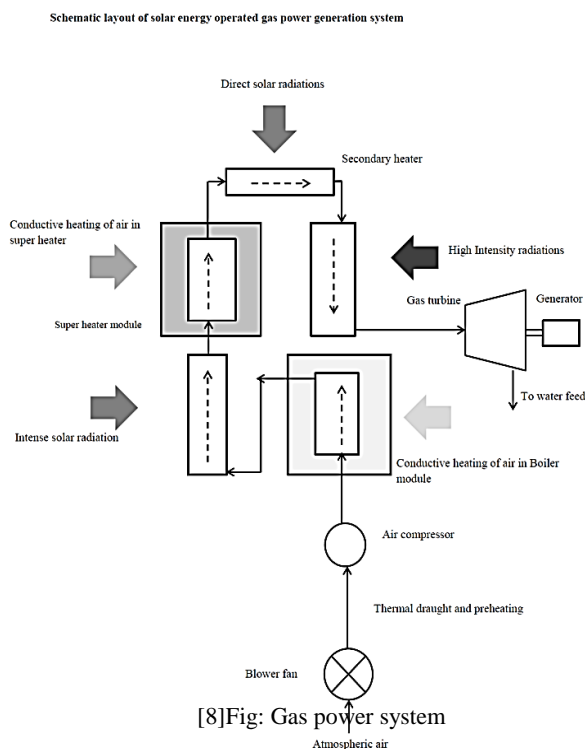 Schematic layout of solar energy operated gas power generation system
Direct solar radiations
Secondary heater
Conductive heating of air in
super heater
High Intensity radiations
Gas turbine
Generator
Super heater module
To water feed
Intense solar radiation
Conductive heating of air in Boiler
module
Air compressor
Thermal draught and preheating
Blower fan
[8]Fig: Gas power system
Atmospheric air